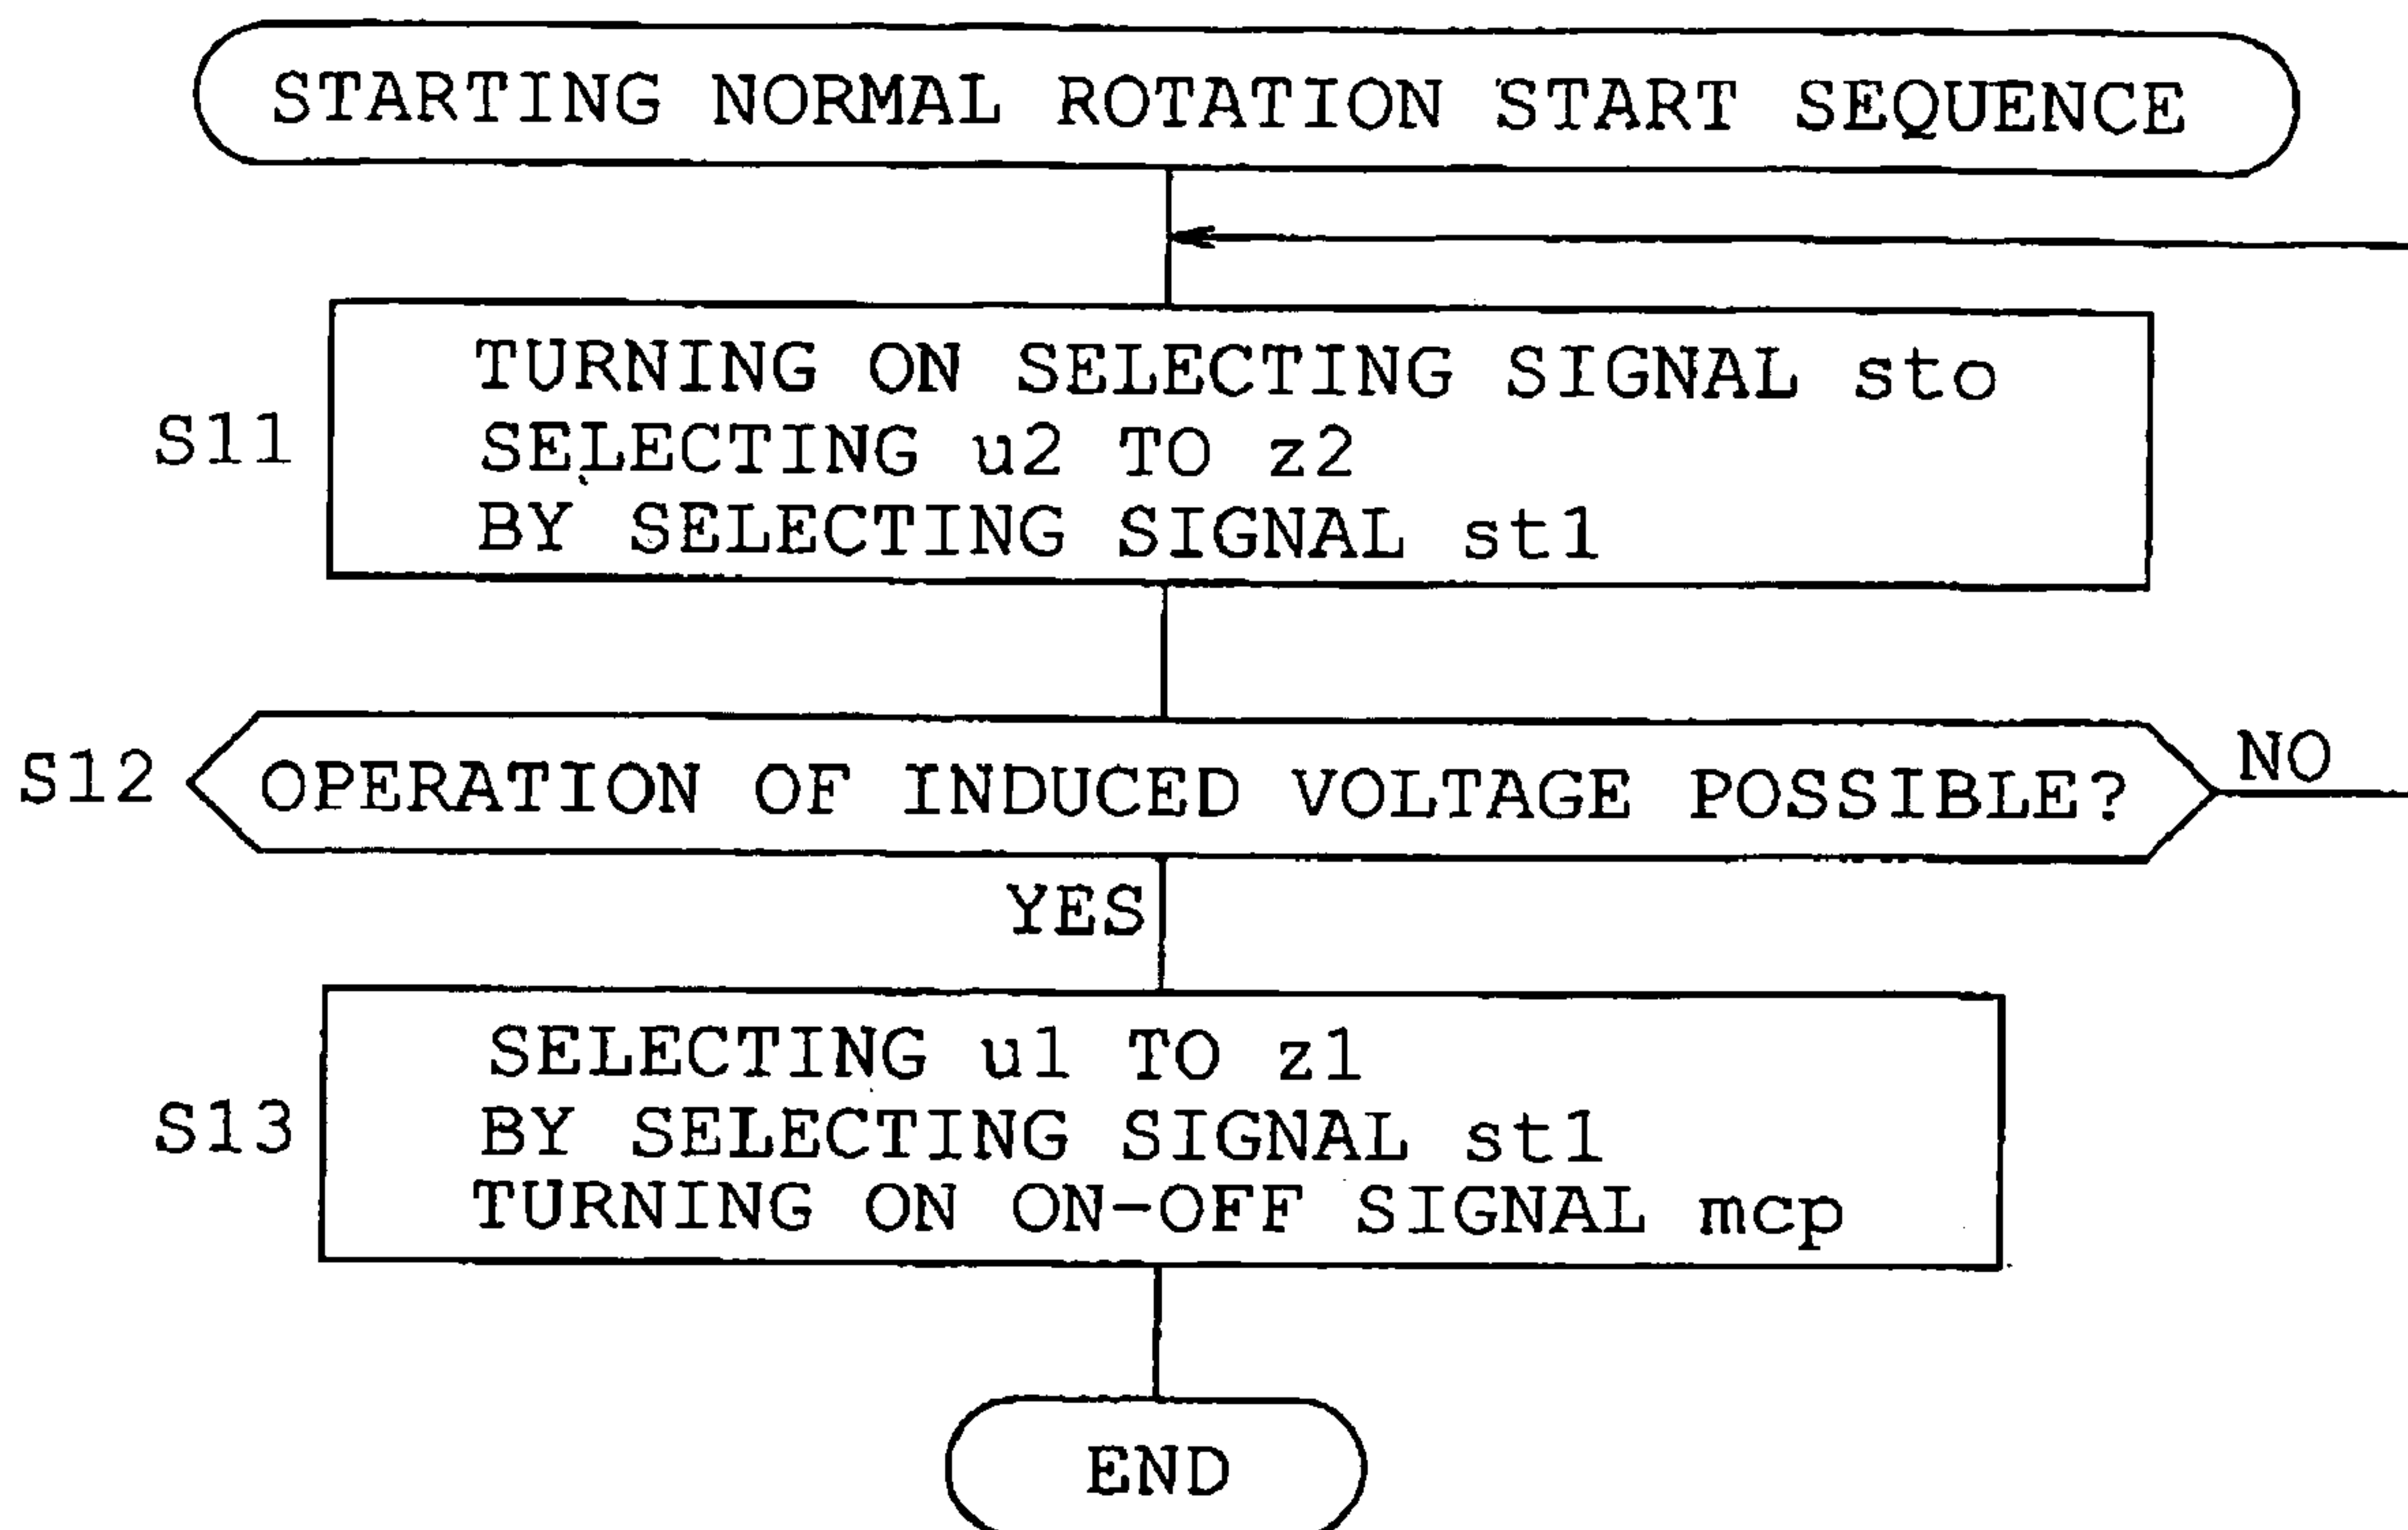 STARTING NORMAL ROTATION START SEQUENCE
TURNING ON SELECTING SIGNAL sto
S11
SELECTING u2 TO z2
BY SELECTING SIGNAL st1
S12
OPERATION OF INDUCED VOLTAGE POSSIBLE?
NO
YES
SELECTING u1 TO z1
S13
BY SELECTING SIGNAL st1
TURNING ON ON-OFF SIGNAL mcp
END